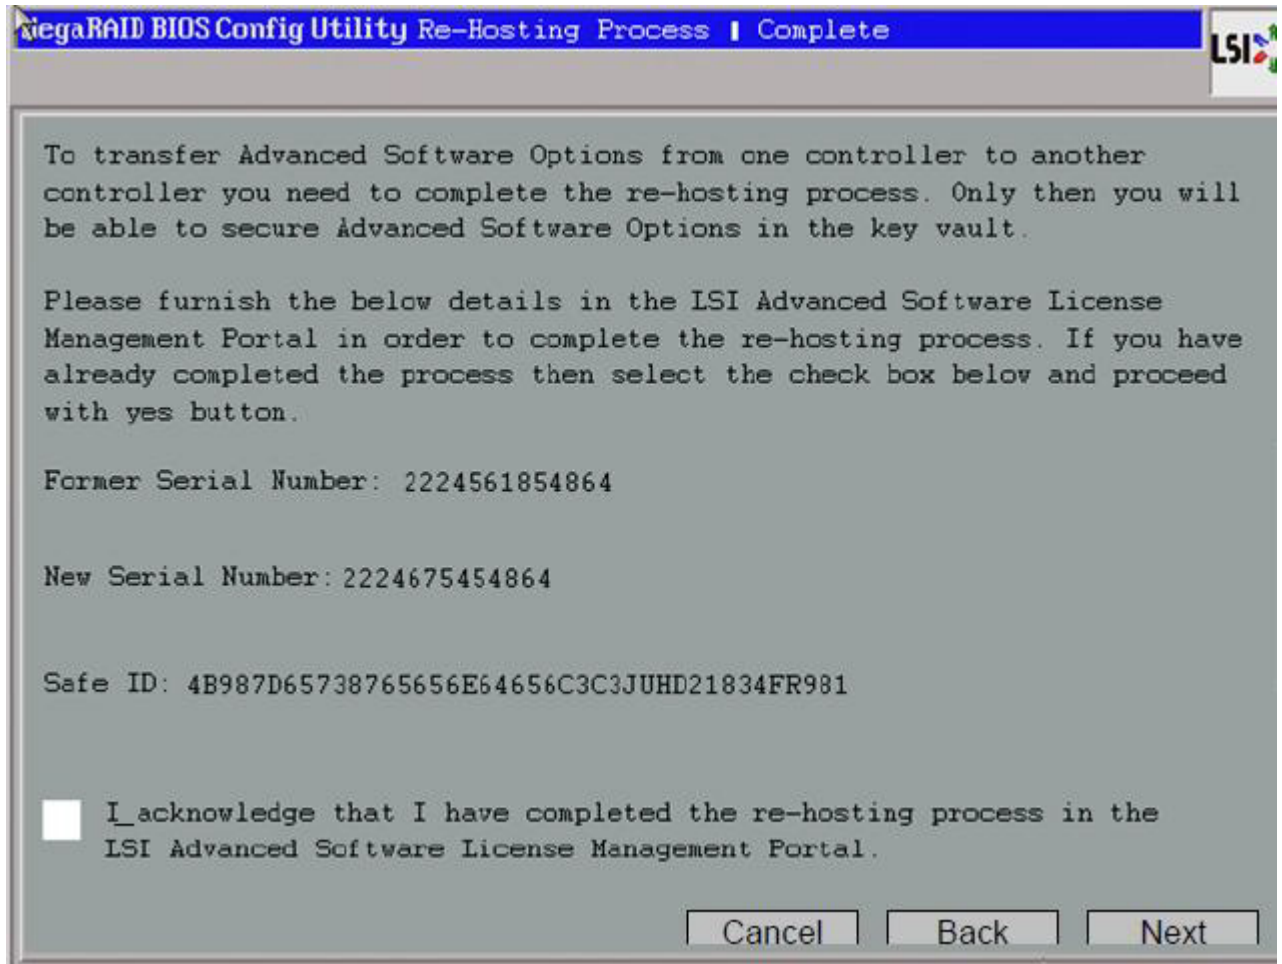 MegaRAID BIOS Config Utility Re-Hosting Process | Complete
LSI
To transfer Advanced Software Options from one controller to another
controller you need to complete the re-hosting process. Only then you will
be able to secure Advanced Software Options in the key vault.
Please furnish the below details in the LSI Advanced Software License
Management Portal in order to complete the re-hosting process. If you have
already completed the process then select the check box below and proceed
with yes button.
Former Serial Number: 2224561854864
New Serial Number: 2224675454864
Safe ID: 4B987D65738765656E64656C3C3JUHD21834FR981
I acknowledge that I have completed the re-hosting process in the
LSI Advanced Software License Management Portal.
Cancel Back Next